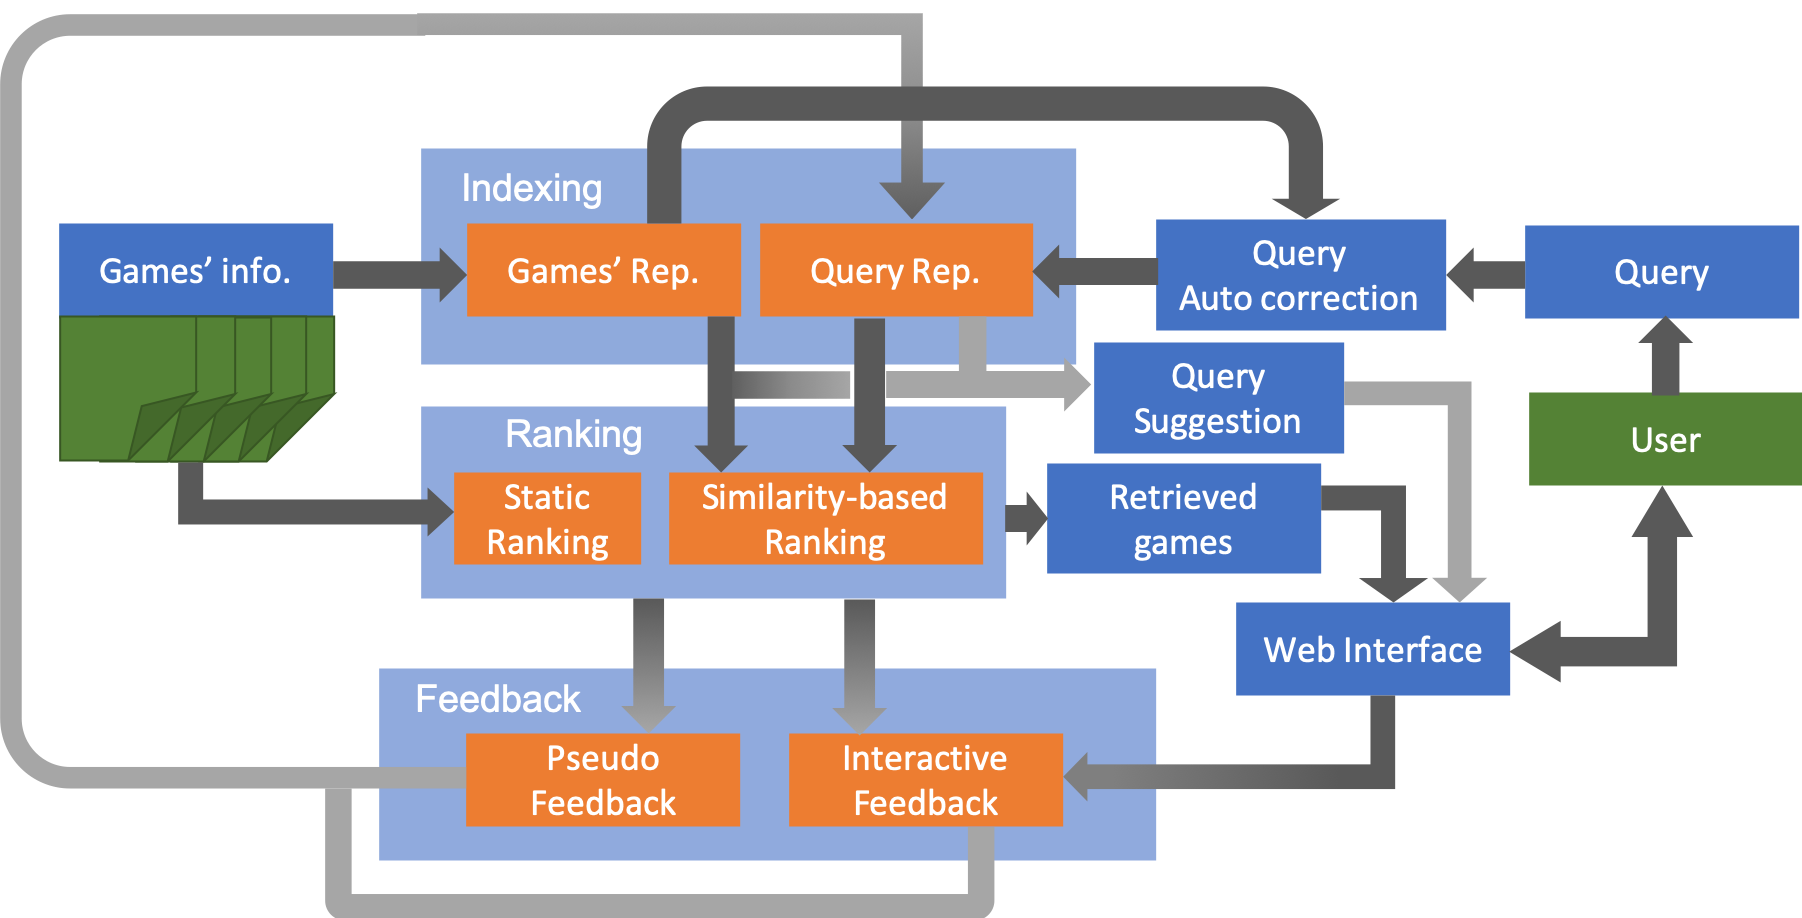 Indexing
Games’ info.
Games’ Rep.
Query Rep.
Query
Auto correction
Query
Query
Suggestion
User
Ranking
Static
Ranking
Similarity-based
Ranking
Retrieved
games
Web Interface
Feedback
Pseudo
Feedback
Interactive
Feedback